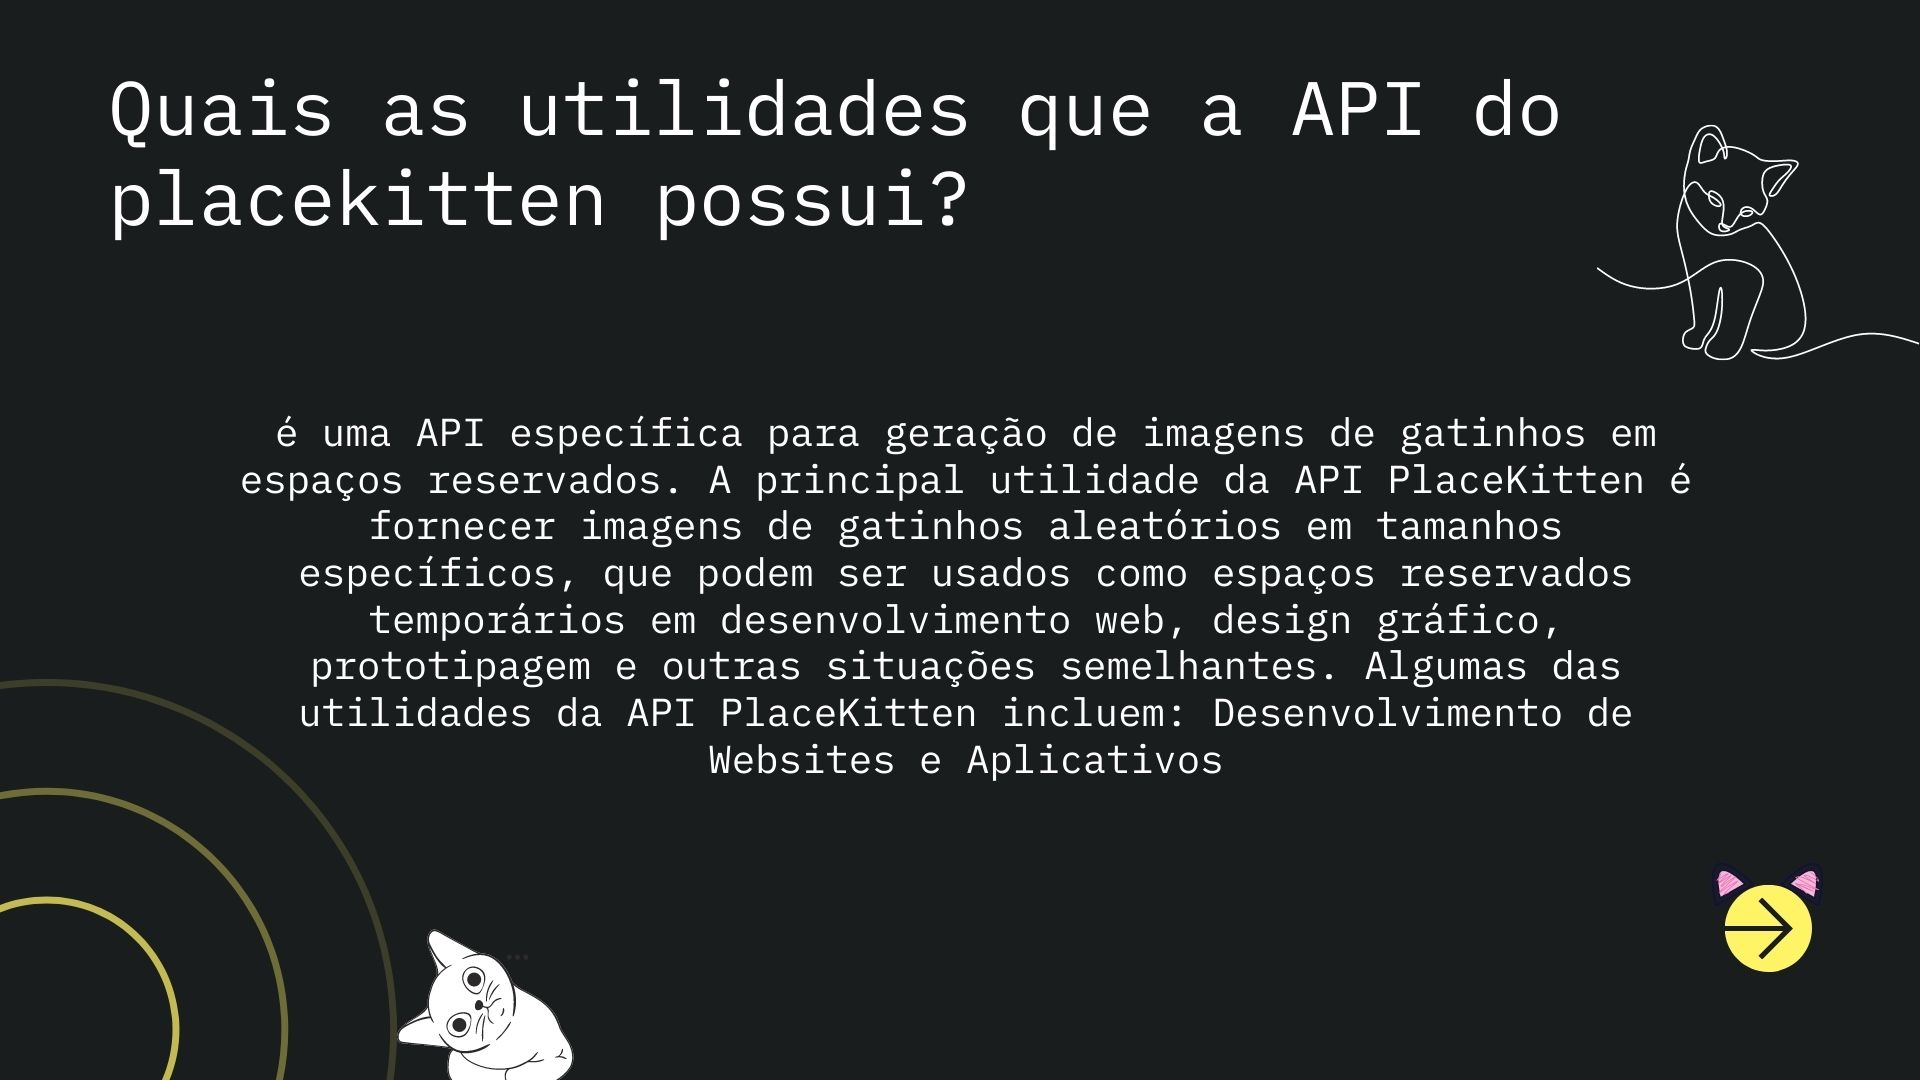 Quais as utilidades que a API do
placekitten possui?
é uma API específica para geração de imagens de gatinhos em
espaços reservados. A principal utilidade da API PlaceKitten é
fornecer imagens de gatinhos aleatórios em tamanhos
específicos, que podem ser usados como espaços reservados
temporários em desenvolvimento web, design gráfico,
prototipagem e outras situações semelhantes. Algumas das
utilidades da API PlaceKitten incluem: Desenvolvimento de
Websites e Aplicativos
...